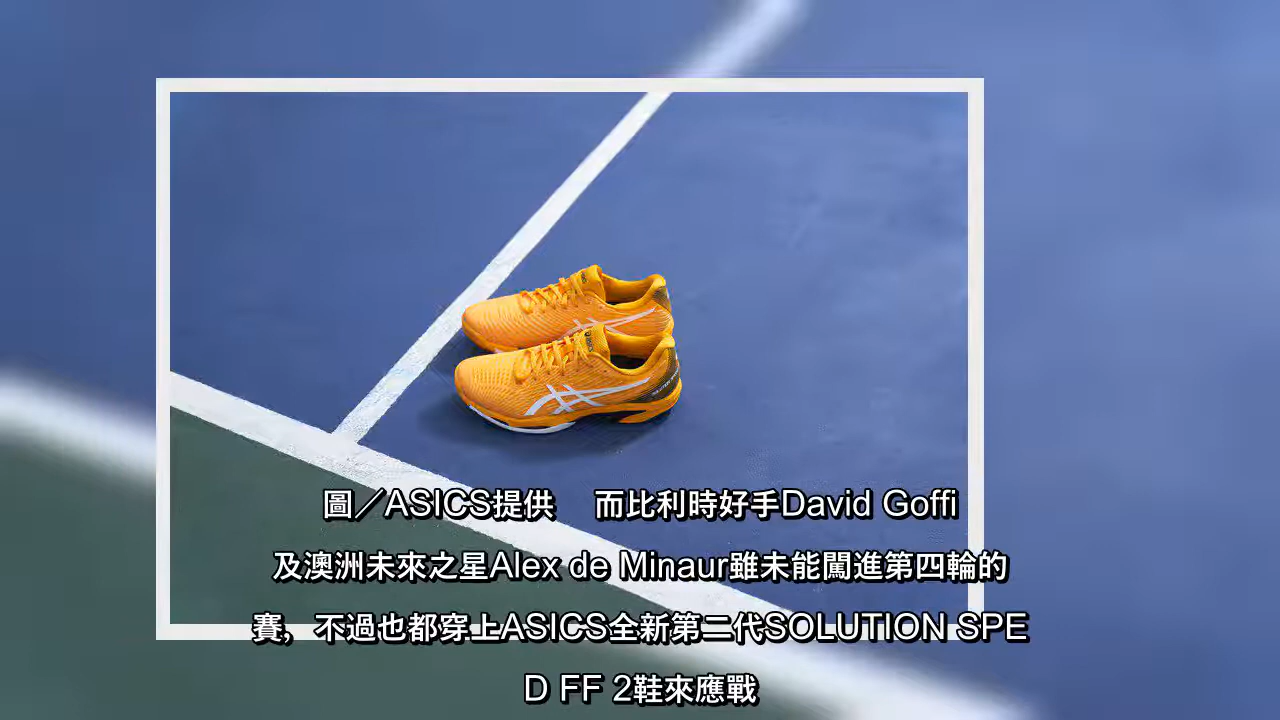 圖／ASICS提供　而比利時好手David Goffi
及澳洲未來之星Alex de Minaur雖未能闖進第四輪的
賽，不過也都穿上ASICS全新第二代SOLUTION SPE
D FF 2鞋來應戰